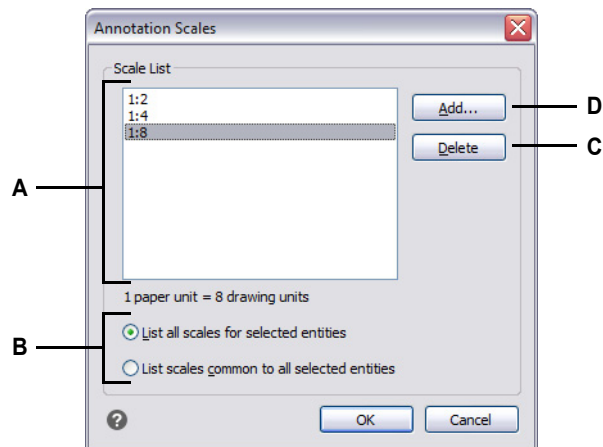 Annotation Scales
Scale List
1:2
1:4
1:8
Add...
D
Delete
C
A
1 paper unit = 8 drawing units
List all scales for selected entities
B
List scales common to all selected entities
?
OK
Cancel